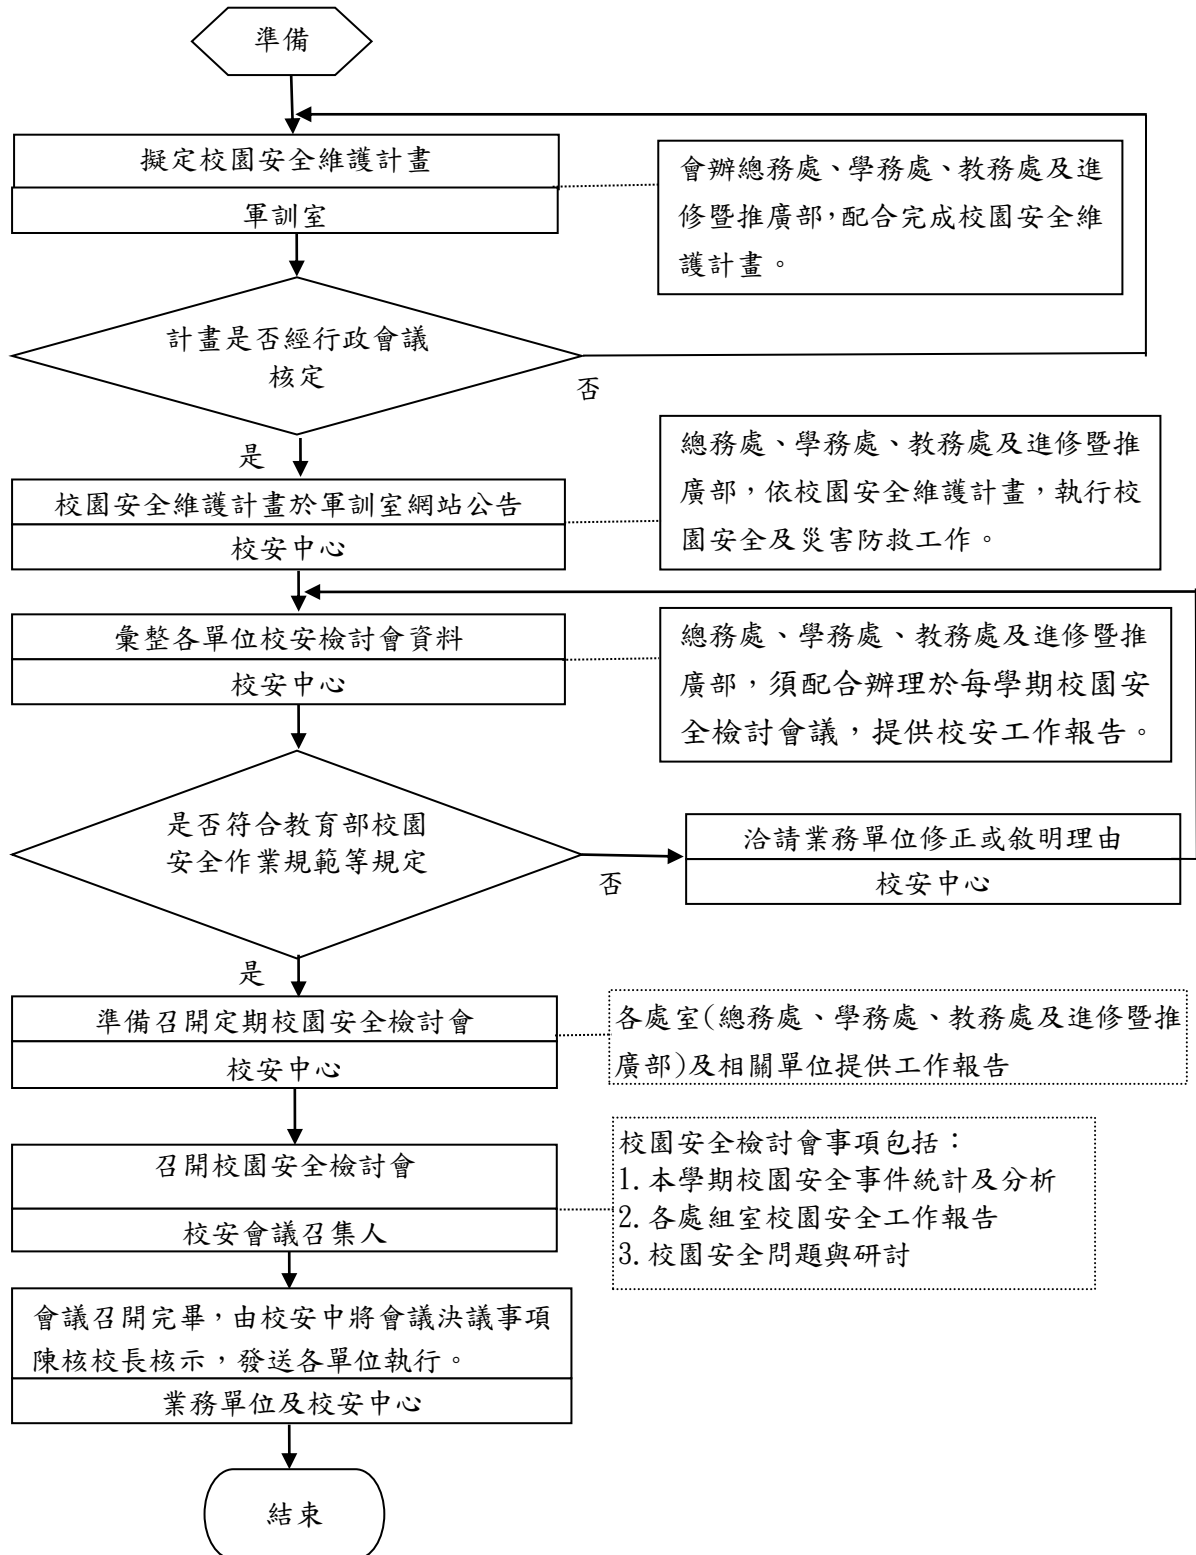 準備
擬定校園安全維護計畫
軍訓室
會辦總務處、學務處、教務處及進
修暨推廣部,配合完成校園安全維
護計畫。
計畫是否經行政會議
核定
否
是
總務處、學務處、教務處及進修暨推
廣部，依校園安全維護計畫，執行校
園安全及災害防救工作。
校園安全維護計畫於軍訓室網站公告
校安中心
彙整各單位校安檢討會資料
校安中心
總務處、學務處、教務處及進修暨推
廣部，須配合辦理於每學期校園安
全檢討會議，提供校安工作報告。
是否符合教育部校園
安全作業規範等規定
否
洽請業務單位修正或敘明理由
校安中心
是
準備召開定期校園安全檢討會
校安中心
各處室(總務處、學務處、教務處及進修暨推
廣部)及相關單位提供工作報告
召開校園安全檢討會
校安會議召集人
校園安全檢討會事項包括：
1.本學期校園安全事件統計及分析
2.各處組室校園安全工作報告
3.校園安全問題與研討
會議召開完畢，由校安中將會議決議事項
陳核校長核示，發送各單位執行。
業務單位及校安中心
結束